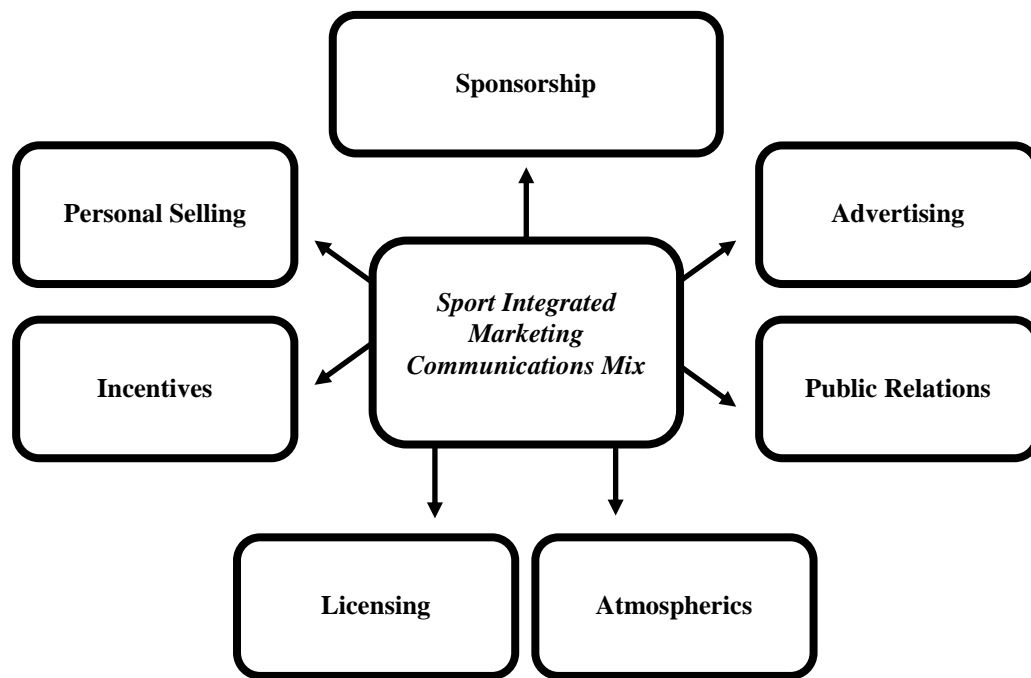 Sponsorship
Personal Selling
Advertising
Sport Integrated
Marketing
Communications Mix
Incentives
Public Relations
Licensing
Atmospherics